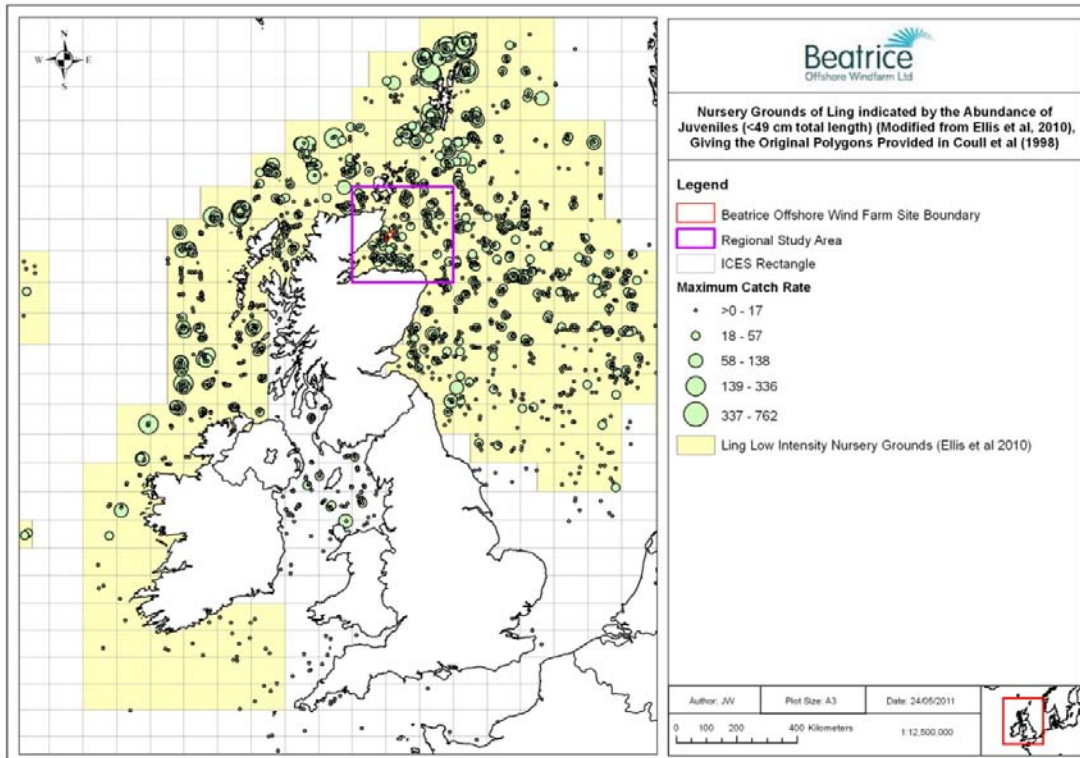 N
W E
S
Beatrice
Offshore Windfarm Ltd
Nursery Grounds of Ling indicated by the Abundance of
Juveniles (<49 cm total length) (Modified from Ellis et al, 2010),
Giving the Original Polygons Provided in Coull et al (1998)
Legend
Beatrice Offshore Wind Farm Site Boundary
Regional Study Area
ICES Rectangle
Maximum Catch Rate
>0 - 17
18 - 57
58 - 138
139 - 336
337 - 762
Ling Low Intensity Nursery Grounds (Ellis et al 2010)
Author: JW Plot Size: A3 Date: 24/05/2011
0 100 200 400 Kilometers
1:12,500,000